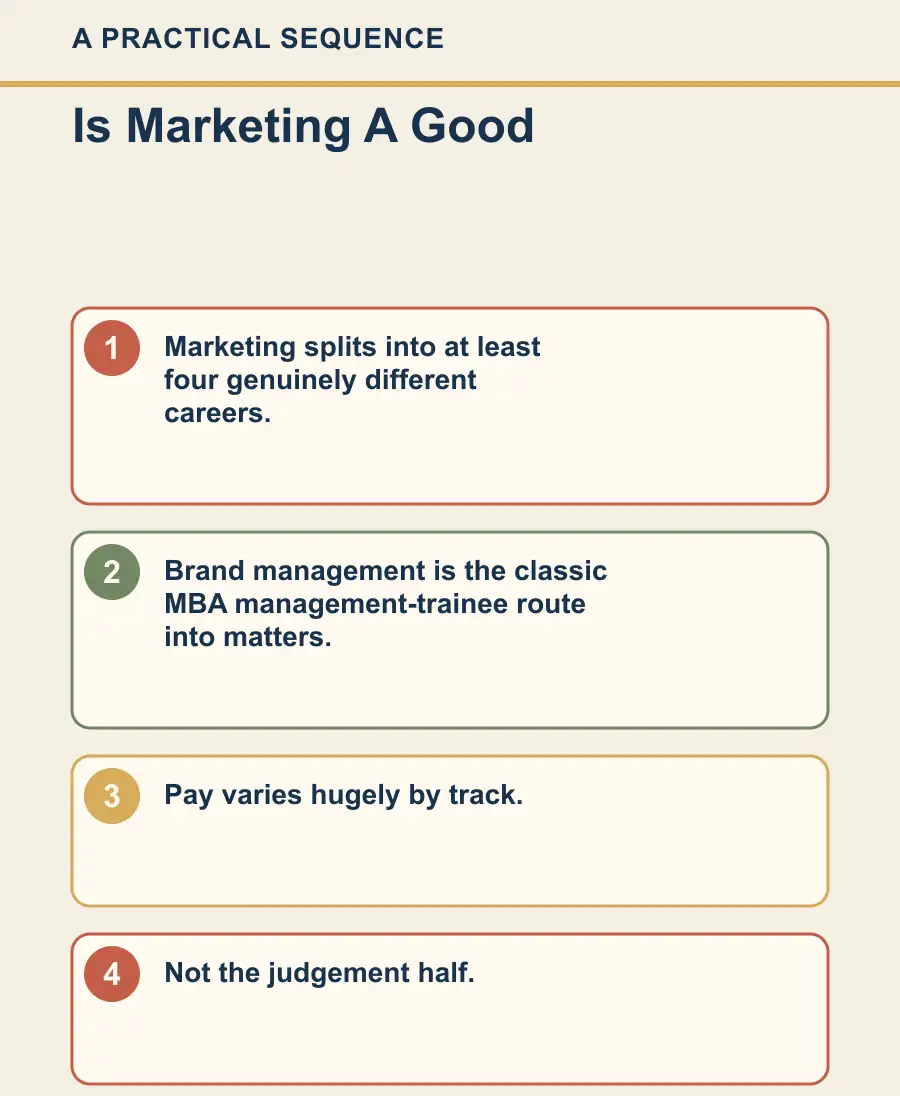 A PRACTICAL SEQUENCE
Is Marketing A Good
1
Marketing splits into at least
four genuinely different
careers.
2
Brand management is the classic
MBA management-trainee route
into matters.
3
Pay varies hugely by track.
4
Not the judgement half.